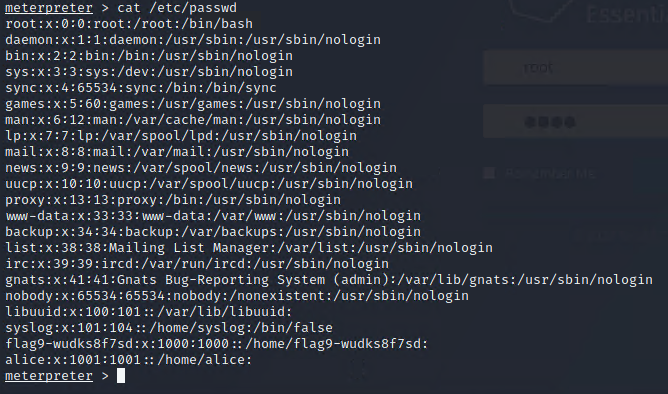 meterpreter > cat /etc/passwd
root:x:0:0:root:/root:/bin/bash
daemon:x:1:1:daemon:/usr/sbin:/usr/sbin/nologin
bin:x:2:2:bin:/bin:/usr/sbin/nologin
sys:x:3:3:sys:/dev:/usr/sbin/nologin
sync:x:4:65534:sync:/bin:/bin/sync
games:x:5:60:games:/usr/games:/usr/sbin/nologin
man:x:6:12:man:/var/cache/man:/usr/sbin/nologin
lp:x:7:7:lp:/var/spool/lpd:/usr/sbin/nologin
mail:x:8:8:mail:/var/mail:/usr/sbin/nologin
news:x:9:9:news:/var/spool/news:/usr/sbin/nologin
uucp:x:10:10:uucp:/var/spool/uucp:/usr/sbin/nologin
proxy:x:13:13:proxy:/bin:/usr/sbin/nologin
www-data:x:33:33:www-data:/var/www:/usr/sbin/nologin
backup:x:34:34:backup:/var/backups:/usr/sbin/nologin
list:x:38:38:Mailing List Manager:/var/list:/usr/sbin/nologin
irc:x:39:39:ircd:/var/run/ircd:/usr/sbin/nologin
gnats:x:41:41:Gnats Bug-Reporting System (admin):/var/lib/gnats:/usr/sbin/nologin
nobody:x:65534:65534:nobody:/nonexistent:/usr/sbin/nologin
libuuid:x:100:101::/var/lib/libuuid:
syslog:x:101:104::/home/syslog:/bin/false
flag9-wudks8f7sd:x:1000:1000::/home/flag9-wudks8f7sd:
alice:x:1001:1001::/home/alice:
meterpreter >
Essenti
root
Remember Me